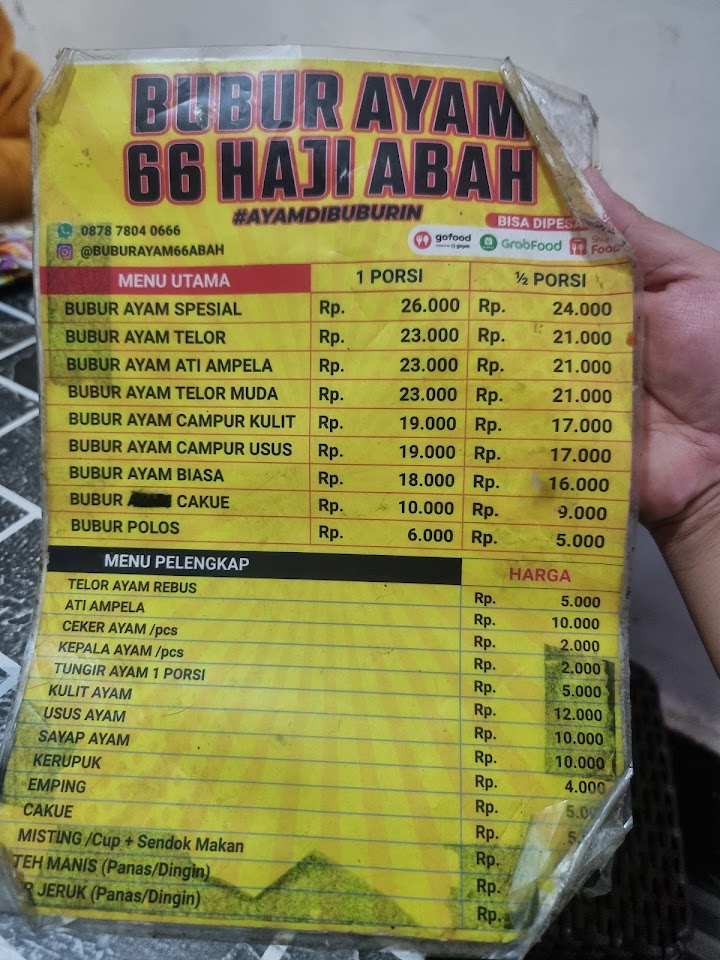 BUBUR AYAM
66 HAJI ABAH
#AYAMDIBUBURIN
0878 7804 0666
@BUBURAYAM66ABAH
BISA DIPESA
gofood
GrabFood
Food
MENU UTAMA 1 PORSI ½ PORSI
BUBUR AYAM SPESIAL Rp. 26.000 Rp. 24.000
BUBUR AYAM TELOR Rp. 23.000 Rp. 21.000
BUBUR AYAM ATI AMPELA Rp. 23.000 Rp. 21.000
BUBUR AYAM TELOR MUDA Rp. 23.000 Rp. 21.000
BUBUR AYAM CAMPUR KULIT Rp. 19.000 Rp. 17.000
BUBUR AYAM CAMPUR USUS Rp. 19.000 Rp. 17.000
BUBUR AYAM BIASA Rp. 18.000 Rp. 16.000
BUBUR CAKUE Rp. 10.000 Rp. 9.000
BUBUR POLOS Rp. 6.000 Rp. 5.000
MENU PELENGKAP HARGA
TELOR AYAM REBUS Rp. 5.000
ATI AMPELA Rp. 10.000
CEKER AYAM /pcs Rp. 2.000
KEPALA AYAM /pcs Rp. 2.000
TUNGIR AYAM 1 PORSI Rp. 5.000
KULIT AYAM Rp. 12.000
USUS AYAM Rp. 10.000
SAYAP AYAM Rp. 10.000
KERUPUK Rp. 4.000
EMPING Rp.
CAKUE Rp.
MISTING /Cup + Sendok Makan Rp.
TEH MANIS (Panas/Dingin) Rp.
JERUK (Panas/Dingin) Rp.